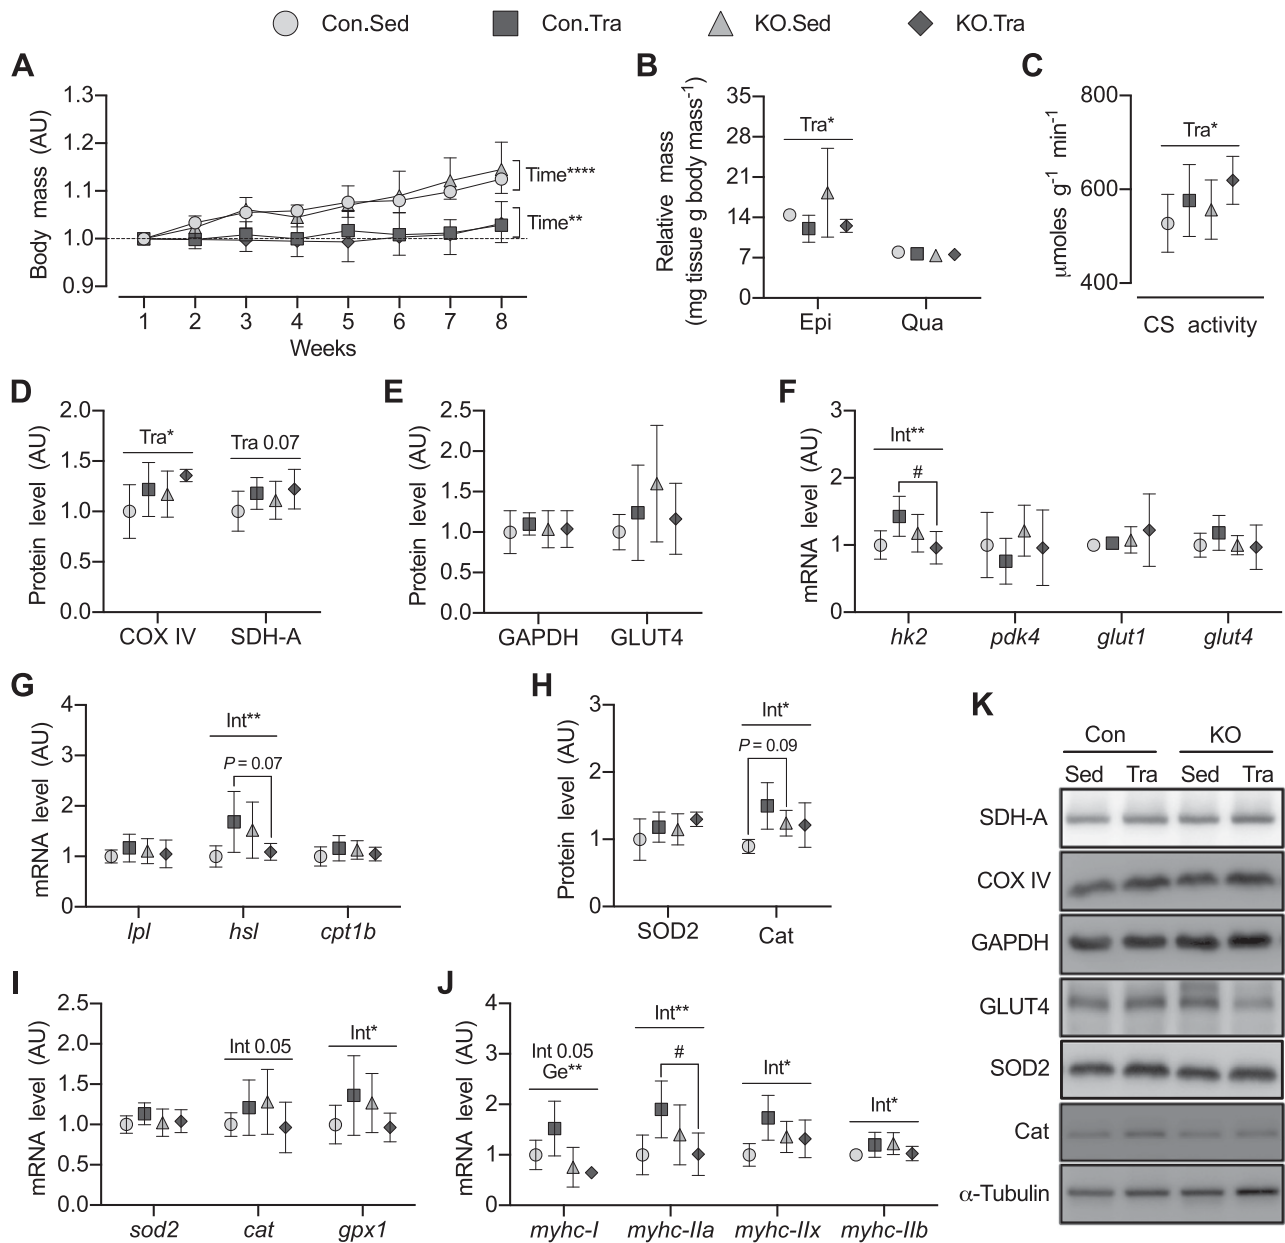 Con.Sed Con.Tra KO.Sed KO.Tra
A
Body mass (AU)
1.3
1.2
1.1
1.0
0.9
Time****
Time**
1 2 3 4 5 6 7 8
Weeks
B
Relative mass
(mg tissue g body mass-1)
35
28
21
14
7
0
Tra*
Epi Qua
C
μmoles g-1 min-1
800
600
400
Tra*
CS activity
D
Protein level (AU)
2.0
1.5
1.0
0.5
0.0
Tra* Tra 0.07
COX IV SDH-A
E
Protein level (AU)
2.5
2.0
1.5
1.0
0.5
0.0
GAPDH GLUT4
F
mRNA level (AU)
3
2
1
0
Int**
#
hk2 pdk4 glut1 glut4
G
mRNA level (AU)
4
3
2
1
0
Int**
P = 0.07
lpl hsl cpt1b
H
Protein level (AU)
3
2
1
0
Int*
P = 0.09
SOD2 Cat
I
mRNA level (AU)
2.5
2.0
1.5
1.0
0.5
0.0
Int 0.05 Int*
sod2 cat gpx1
J
mRNA level (AU)
4
3
2
1
0
Int 0.05
Ge**
Int**
#
Int*
Int*
myhc-I myhc-IIa myhc-IIx myhc-IIb
K
Con KO
Sed Tra Sed Tra
SDH-A
COX IV
GAPDH
GLUT4
SOD2
Cat
α-Tubulin